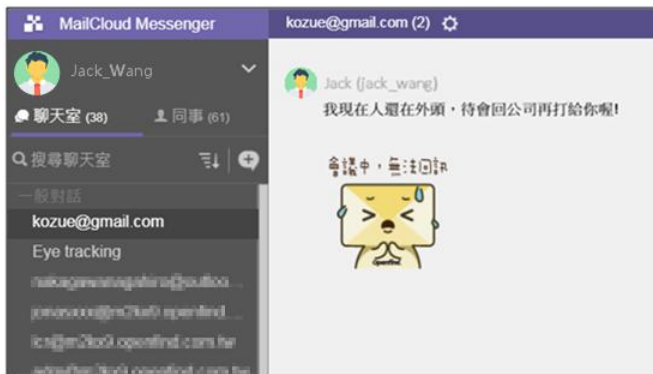 MailCloud Messenger
kozue@gmail.com (2)
Jack_Wang
聊天室 (38)
同事 (61)
搜尋聊天室
一般對話
kozue@gmail.com
Eye tracking
Jack (jack_wang)
我現在人還在外頭，待會回公司再打給你喔!
會議中，無法回訊
Openfind